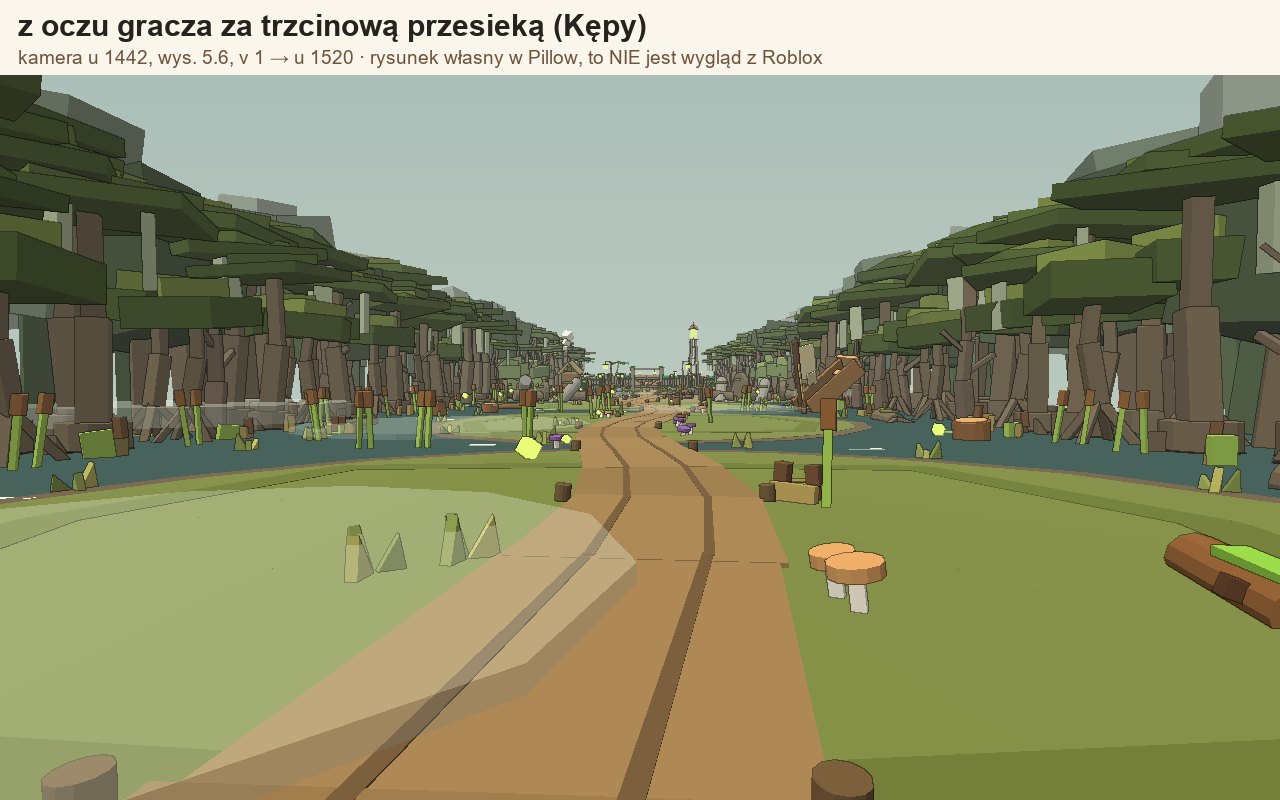 z oczu gracza za trzcinową przesieką (Kępy)
kamera u 1442, wys. 5.6, v 1 → u 1520 · rysunek własny w Pillow, to NIE jest wygląd z Roblox